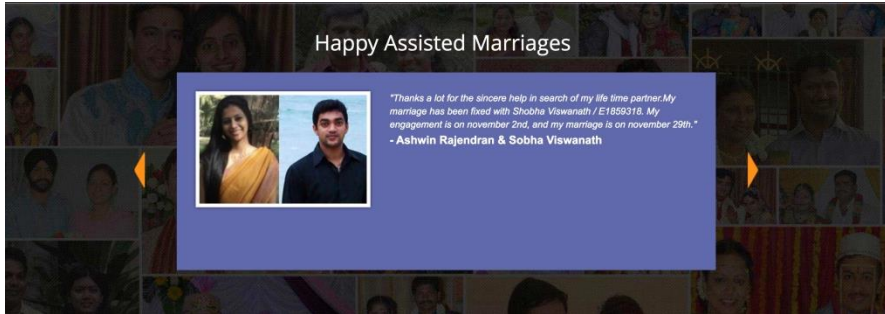 Happy Assisted Marriages
"Thanks a lot for the sincere help in search of my life time partner.My
marriage has been fixed with Shobha Viswanath / E1859318. My
engagement is on november 2nd, and my marriage is on november 29th."
- Ashwin Rajendran & Sobha Viswanath